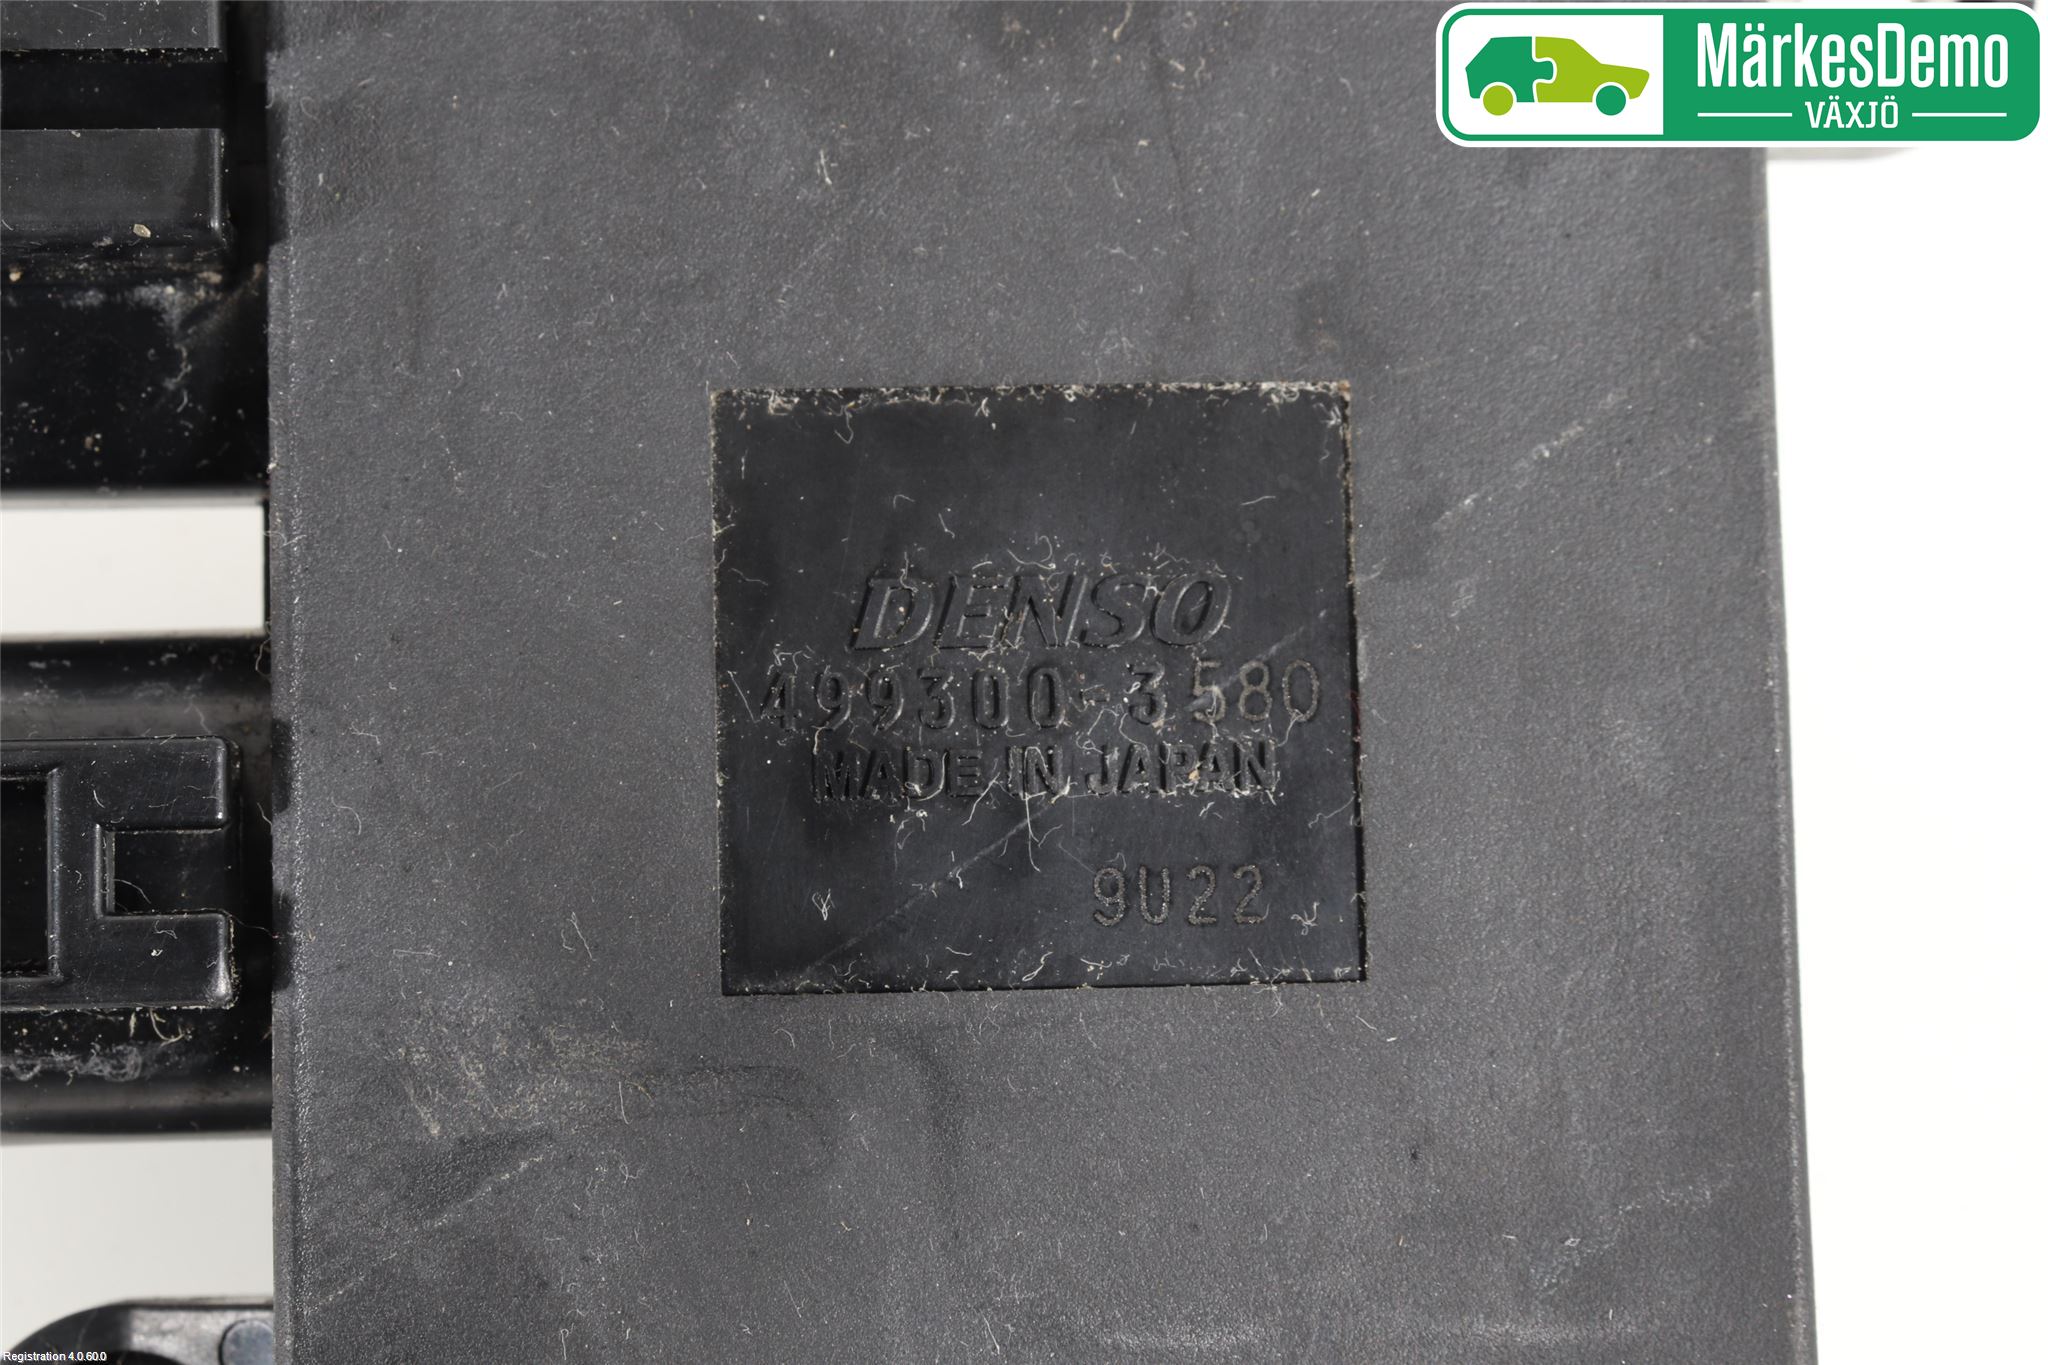 MärkesDemo
VÄXJÖ
DENSO
499300-3580
MADE IN JAPAN
9U22
Registration 4.0.60.0